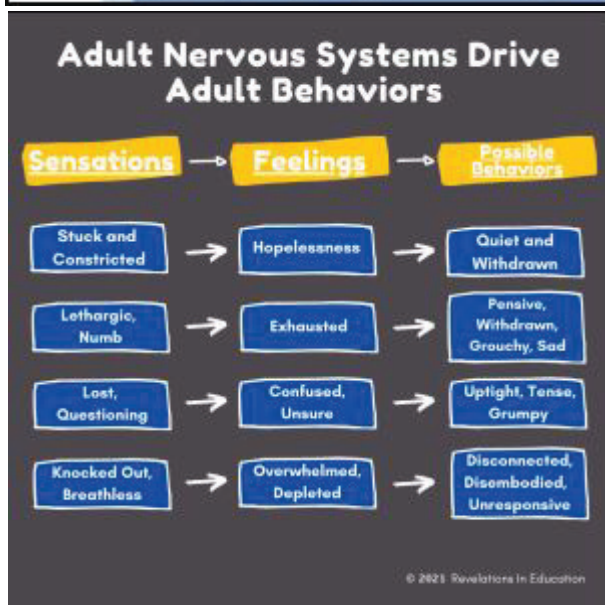 Adult Nervous Systems Drive
Adult Behaviors
Sensations → Feelings → Possible
Behaviors
Stuck and
Constricted → Hopelessness → Quiet and
Withdrawn
Lethargic,
Numb → Exhausted → Pensive,
Withdrawn,
Grouchy, Sad
Lost,
Questioning → Confused,
Unsure → Uptight, Tense,
Grumpy
Knocked Out,
Breathless → Overwhelmed,
Depleted → Disconnected,
Disembodied,
Unresponsive
© 2021 Revelations In Education